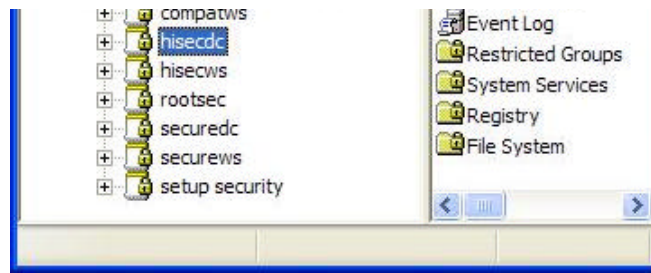 compatws
hisecdc
hisecws
rootsec
securedc
securews
setup security
Event Log
Restricted Groups
System Services
Registry
File System